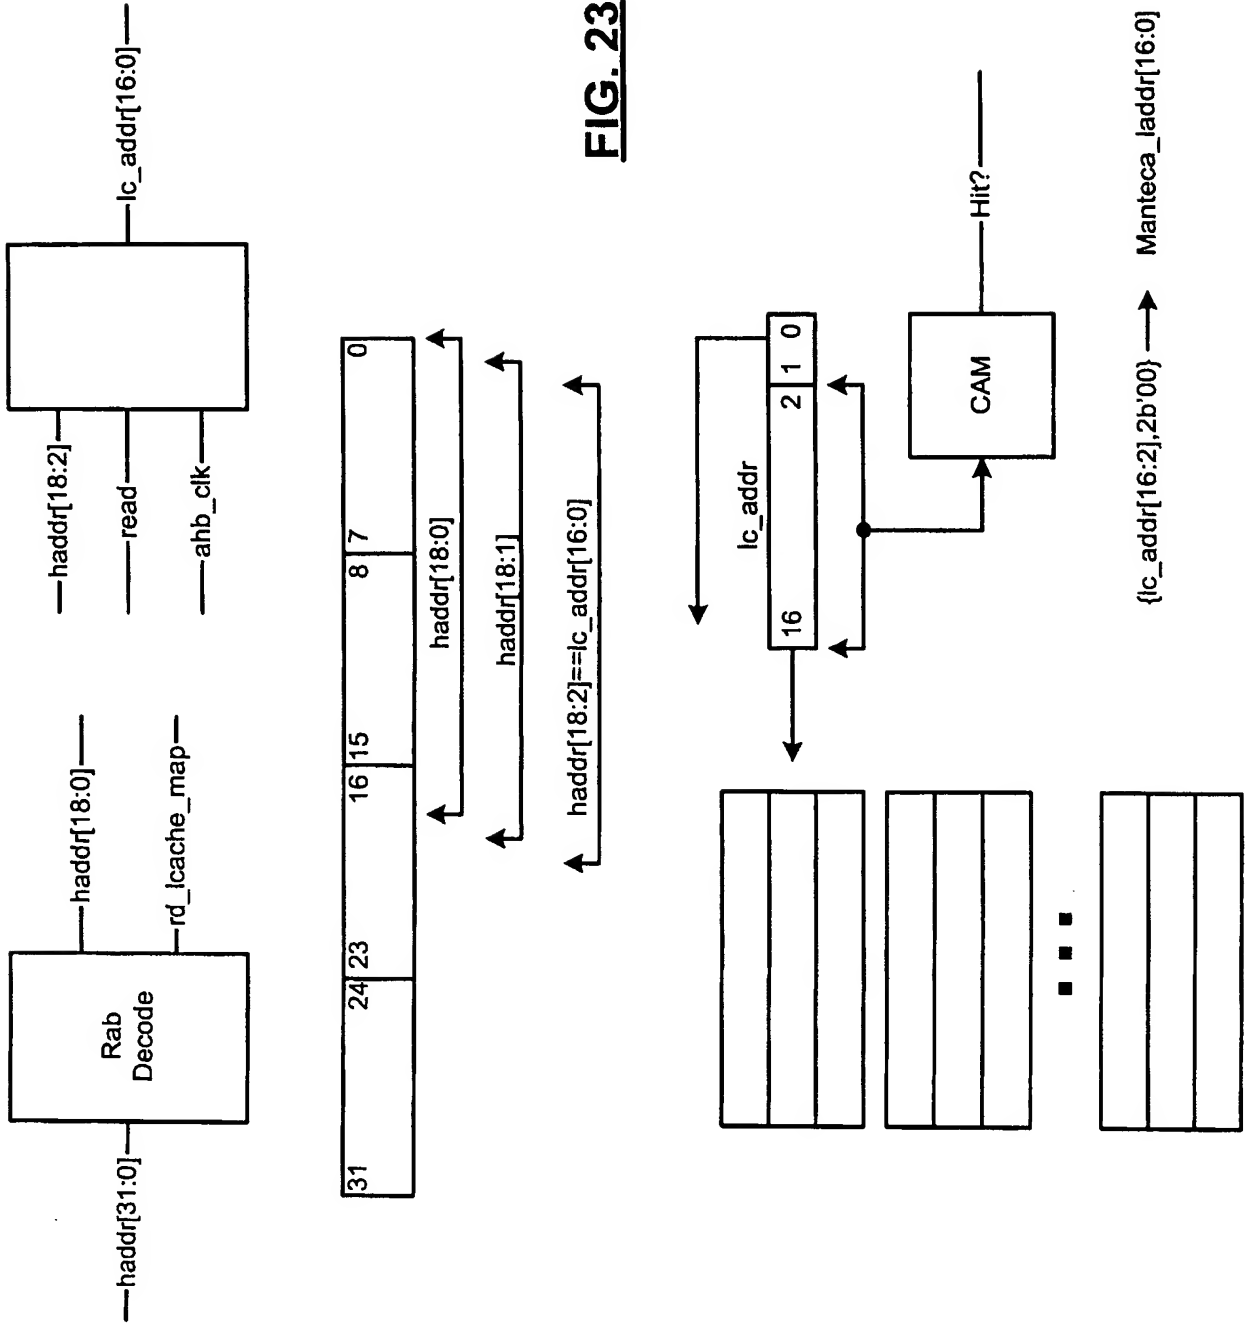 haddr[31:0]
Rab
Decode
haddr[18:0]
rd_lcache_map
haddr[18:2]
read
ahb_clk
lc_addr[16:0]
31 24 23 16 15 8 7 0
haddr[18:0]
haddr[18:1]
haddr[18:2]==lc_addr[16:0]
FIG. 23
lc_addr
16 2 1 0
CAM
Hit?
{lc_addr[16:2],2b'00}
Manteca_laddr[16:0]